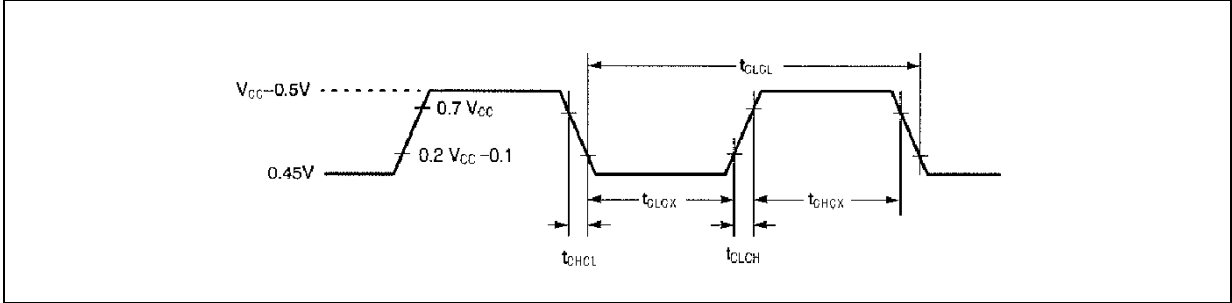 tCLCL
VCC–0.5V
0.7 VCC
0.2 VCC –0.1
0.45V
tCLCX
tCHCX
tCHCL
tCLCH